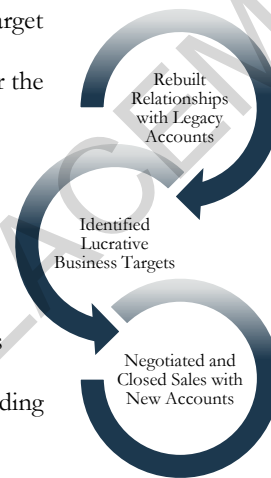 arget
r the
Rebuilt
Relationships
with Legacy
Accounts
Identified
Lucrative
Business Targets
s
Negotiated and
Closed Sales with
New Accounts
ding